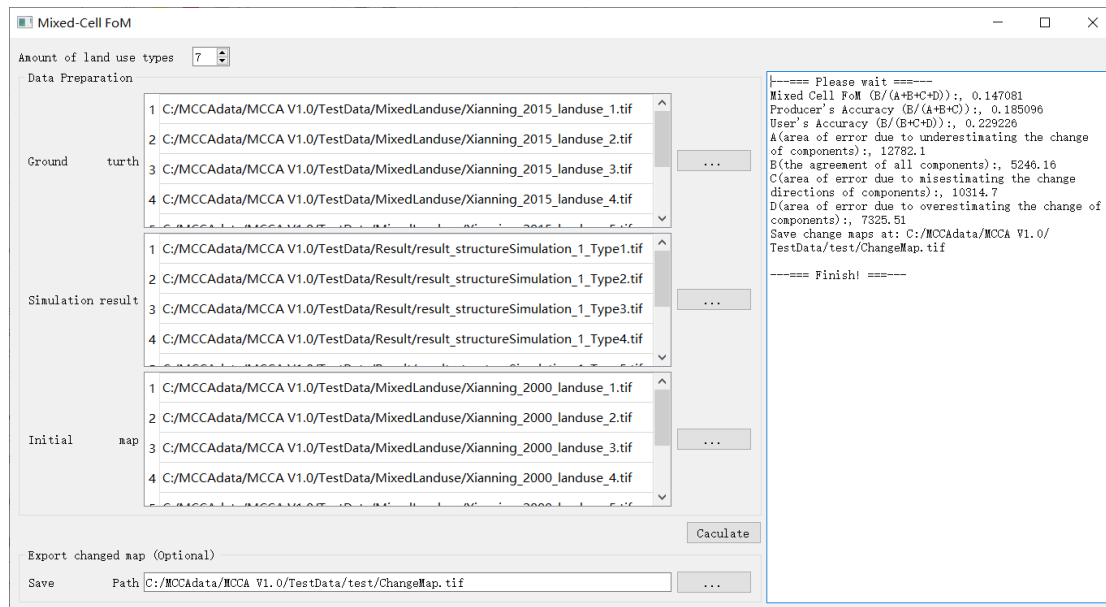 Mixed-Cell FoM
Amount of land use types 7
Data Preparation
Ground turth
1 C:/MCCAdata/MCCA V1.0/TestData/MixedLanduse/Xianning_2015_landuse_1.tif
2 C:/MCCAdata/MCCA V1.0/TestData/MixedLanduse/Xianning_2015_landuse_2.tif
3 C:/MCCAdata/MCCA V1.0/TestData/MixedLanduse/Xianning_2015_landuse_3.tif
4 C:/MCCAdata/MCCA V1.0/TestData/MixedLanduse/Xianning_2015_landuse_4.tif
...
Simulation result
1 C:/MCCAdata/MCCA V1.0/TestData/Result/result_structureSimulation_1_Type1.tif
2 C:/MCCAdata/MCCA V1.0/TestData/Result/result_structureSimulation_1_Type2.tif
3 C:/MCCAdata/MCCA V1.0/TestData/Result/result_structureSimulation_1_Type3.tif
4 C:/MCCAdata/MCCA V1.0/TestData/Result/result_structureSimulation_1_Type4.tif
...
Initial map
1 C:/MCCAdata/MCCA V1.0/TestData/MixedLanduse/Xianning_2000_landuse_1.tif
2 C:/MCCAdata/MCCA V1.0/TestData/MixedLanduse/Xianning_2000_landuse_2.tif
3 C:/MCCAdata/MCCA V1.0/TestData/MixedLanduse/Xianning_2000_landuse_3.tif
4 C:/MCCAdata/MCCA V1.0/TestData/MixedLanduse/Xianning_2000_landuse_4.tif
...
Caculate
Export changed map (Optional)
Save Path C:/MCCAdata/MCCA V1.0/TestData/test/ChangeMap.tif ...
---=== Please wait ===---
Mixed Cell FoM (B/(A+B+C+D)):, 0.147081
Producer's Accuracy (B/(A+B+C)):, 0.185096
User's Accuracy (B/(B+C+D)):, 0.229226
A(area of error due to underestimating the change
of components):, 12782.1
B(the agreement of all components):, 5246.16
C(area of error due to misestimating the change
directions of components):, 10314.7
D(area of error due to overestimating the change of
components):, 7325.51
Save change maps at: C:/MCCAdata/MCCA V1.0/
TestData/test/ChangeMap.tif
---=== Finish! ===---